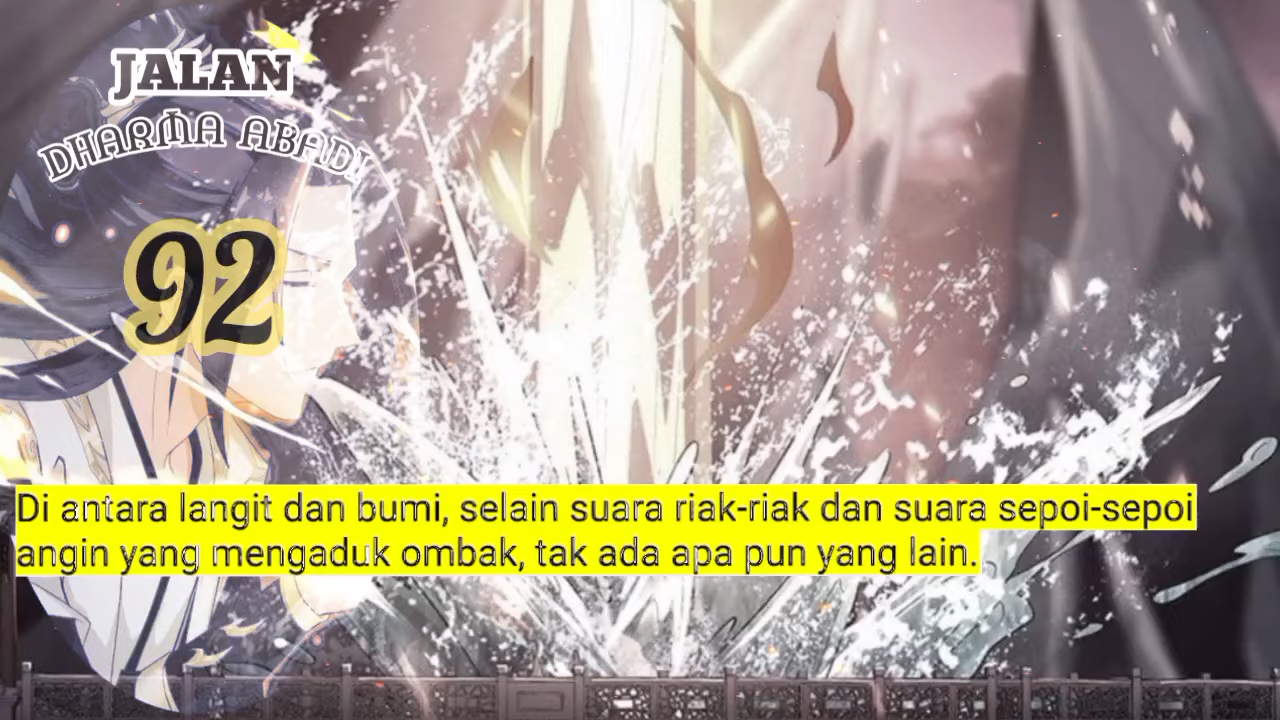 JALAN
DHARMA ABADI
92
Di antara langit dan bumi, selain suara riak-riak dan suara sepoi-sepoi
angin yang mengaduk ombak, tak ada apa pun yang lain.